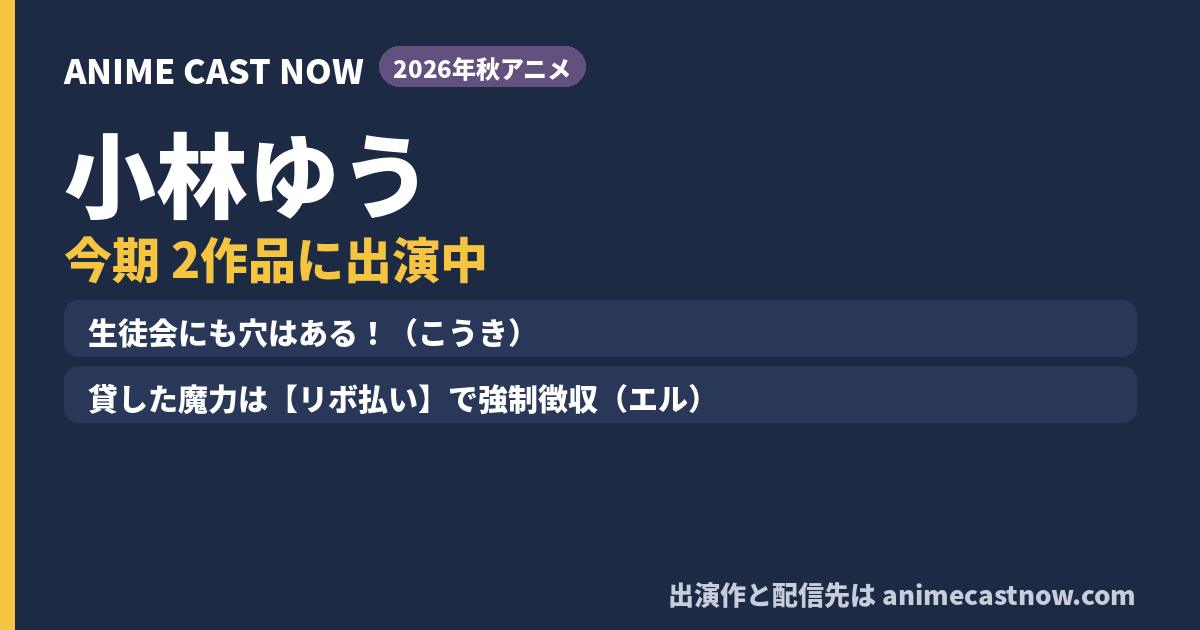 ANIME CAST NOW 2026年秋アニメ
小林ゆう
今期 2作品に出演中
生徒会にも穴はある！（こうき）
貸した魔力は【リボ払い】で強制徴収（エル）
出演作と配信先は animecastnow.com